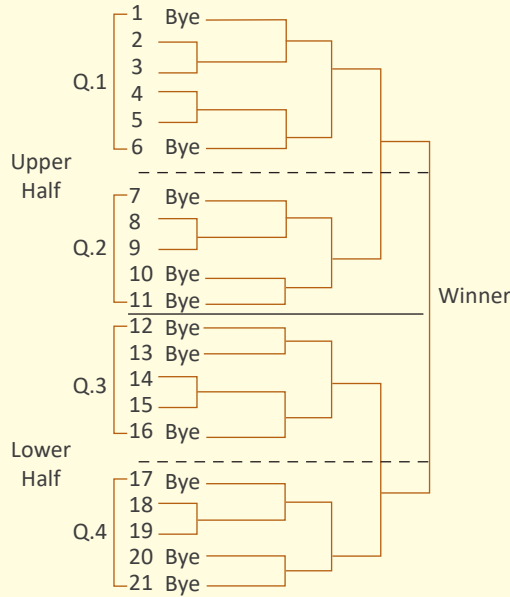 1 Bye
2
3
Q.1
4
5
6 Bye
Upper
Half
7 Bye
8
Q.2
9
10 Bye
11 Bye
Winner
12 Bye
13 Bye
Q.3
14
15
16 Bye
Lower
Half
17 Bye
18
Q.4
19
20 Bye
21 Bye